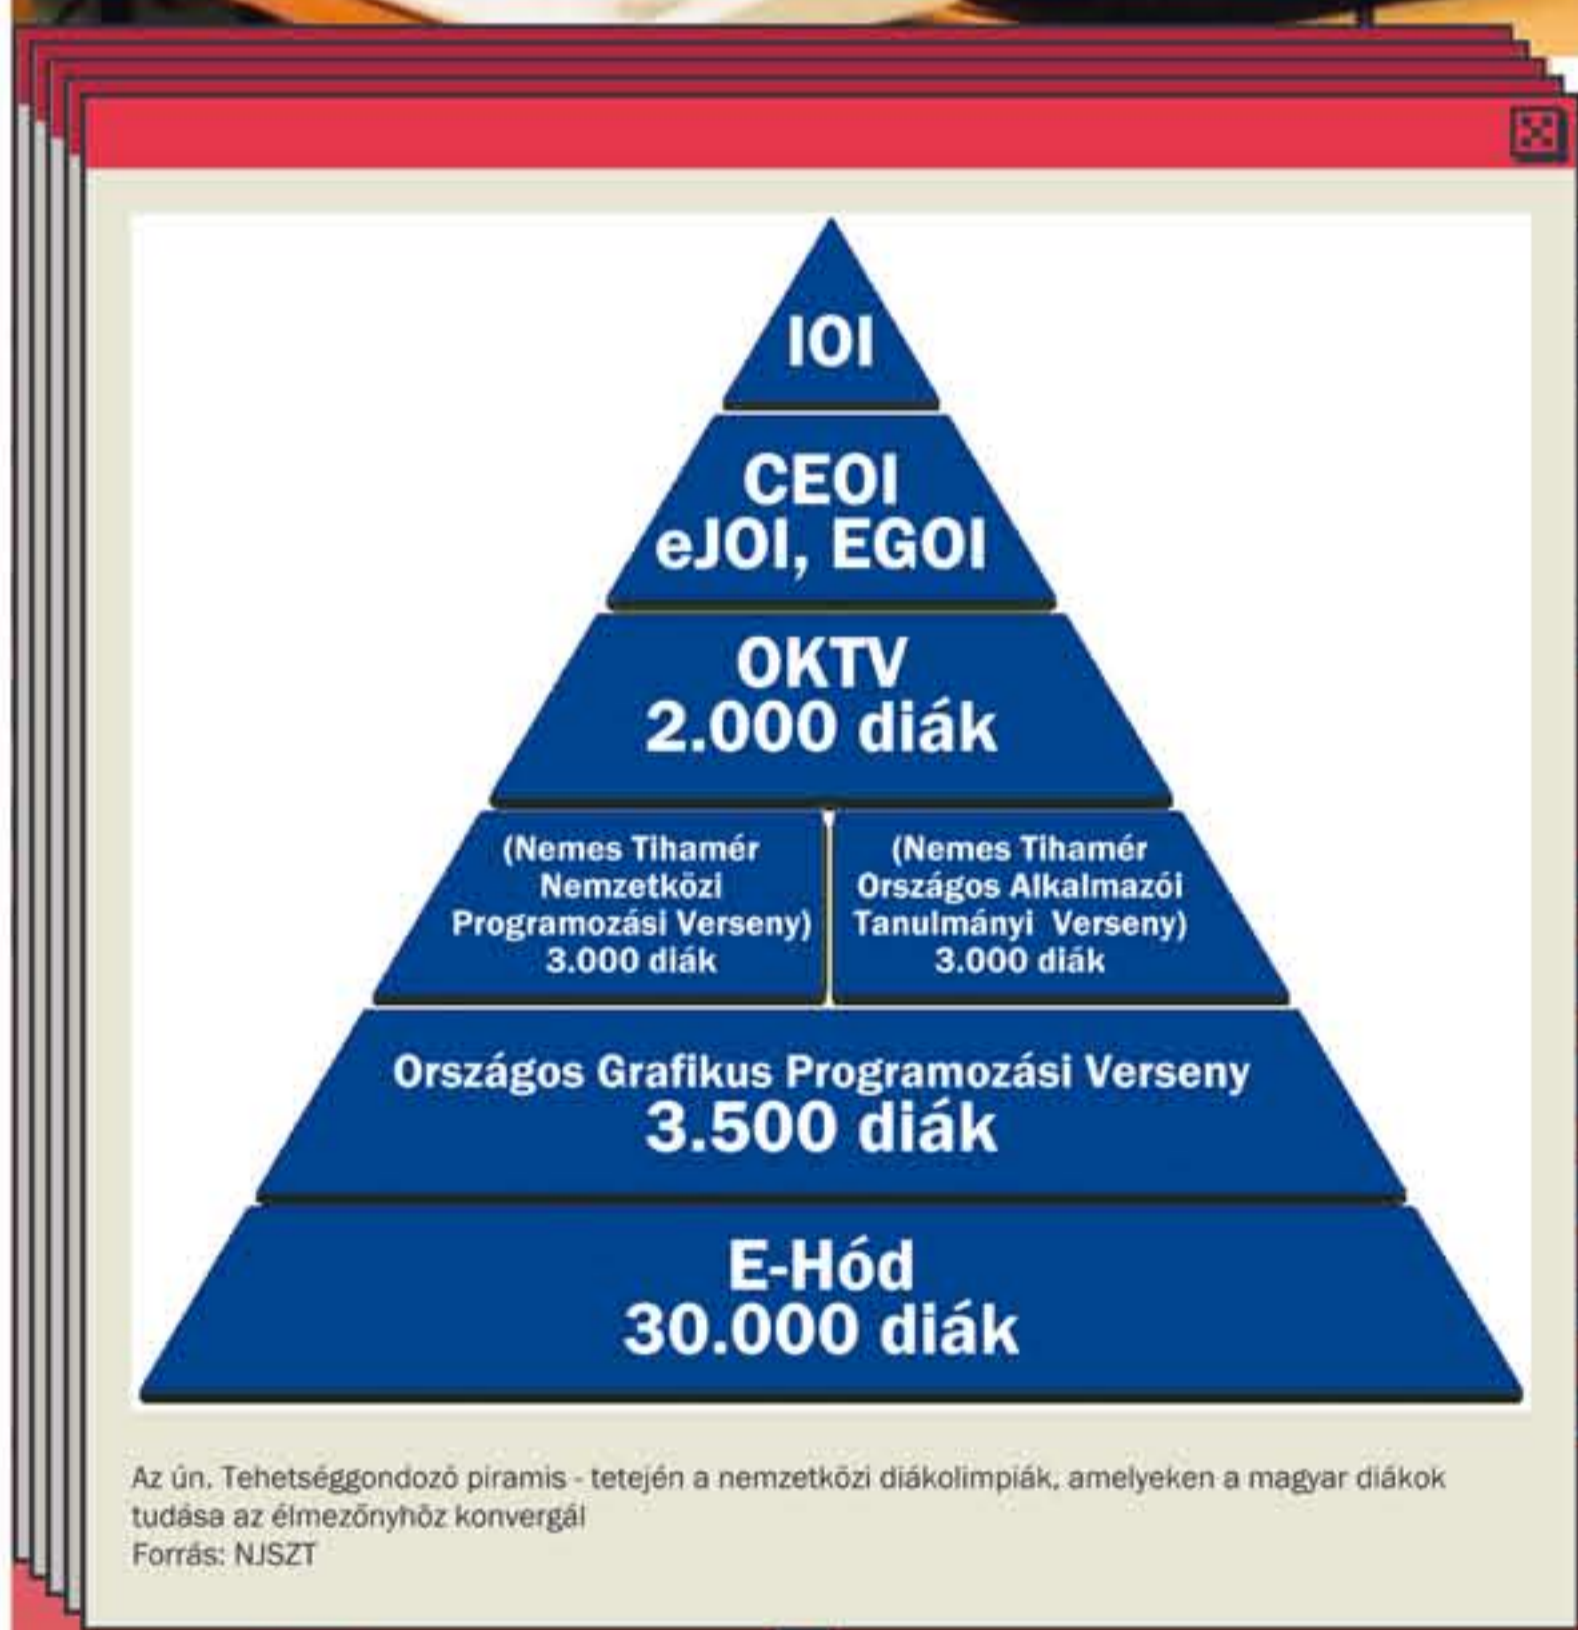 IOI
CEOI
eJOI, EGOI
OKTV
2.000 diák
(Nemes Tihamér
Nemzetközi
Programozási Verseny)
3.000 diák
(Nemes Tihamér
Országos Alkalmazói
Tanulmányi Verseny)
3.000 diák
Országos Grafikus Programozási Verseny
3.500 diák
E-Hód
30.000 diák
Az ún. Tehetséggondozó piramis - tetején a nemzetközi diákolimpiák, amelyeken a magyar diákok
tudása az élmezőnyhöz konvergál
Forrás: NJSZT